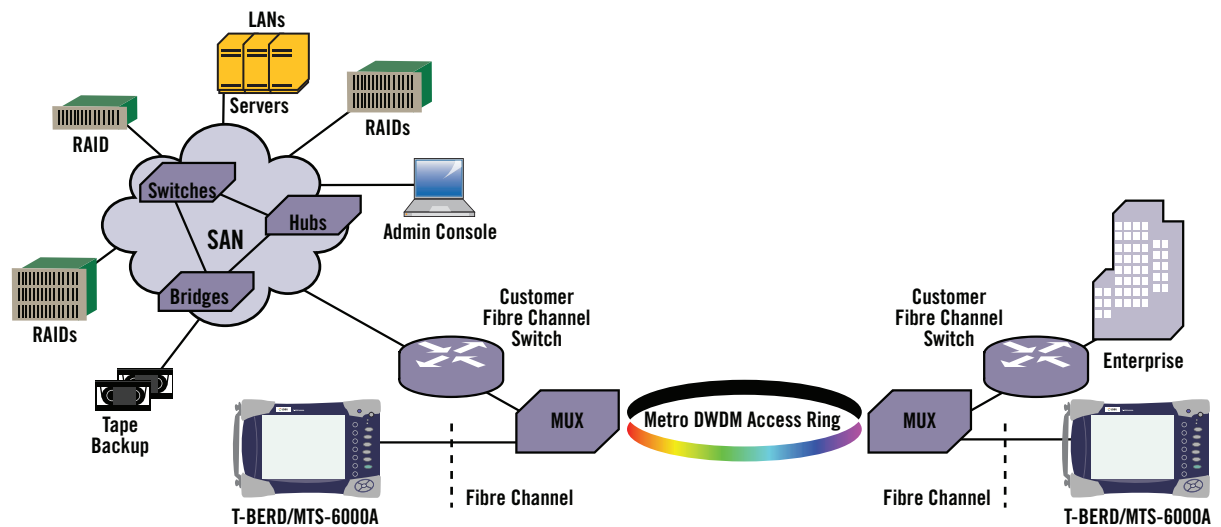 LANs
Servers
RAID
RAIDs
Switches
Hubs
SAN
Admin Console
Bridges
RAIDs
Tape
Backup
Customer
Fibre Channel
Switch
MUX
Metro DWDM Access Ring
Customer
Fibre Channel
Switch
Enterprise
MUX
Fibre Channel
Fibre Channel
T-BERD/MTS-6000A
T-BERD/MTS-6000A